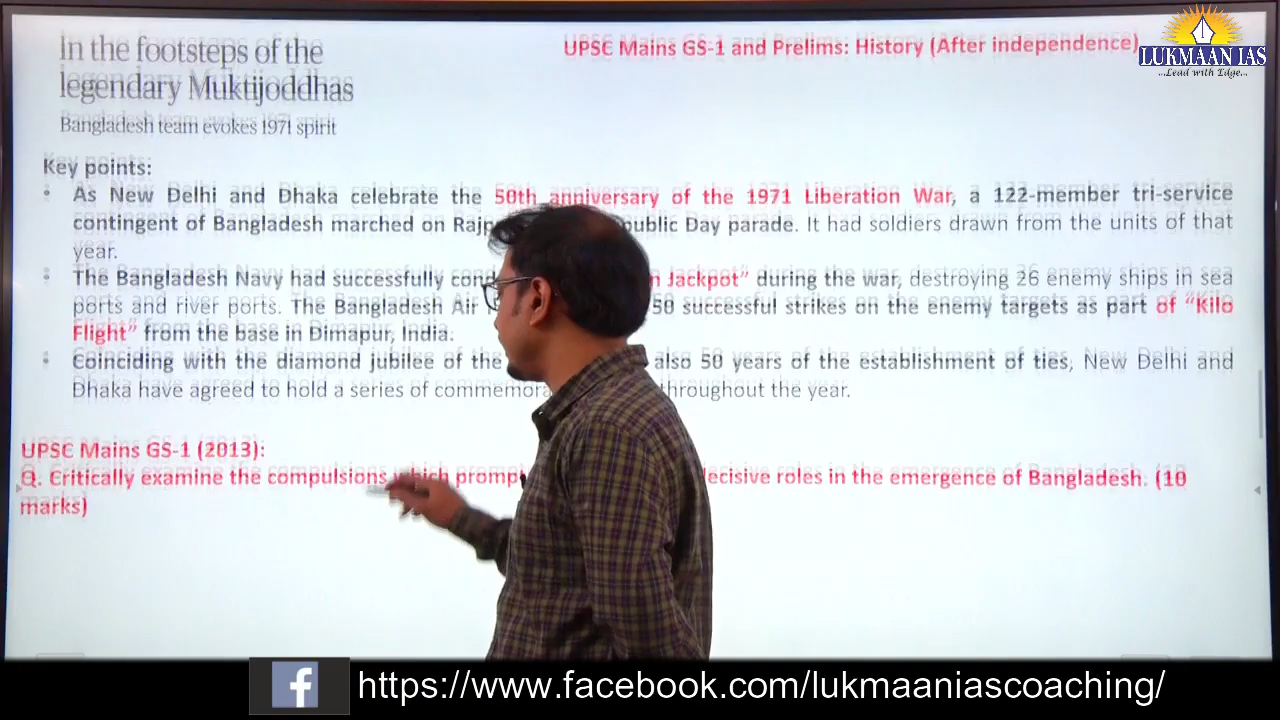 In the footsteps of the
legendary Muktijoddhas
Bangladesh team evokes 1971 spirit
UPSC Mains GS-1 and Prelims: History (After independence)
LUKMAAN IAS
...Lead with Edge...
Key points:
• As New Delhi and Dhaka celebrate the 50th anniversary of the 1971 Liberation War, a 122-member tri-service
contingent of Bangladesh marched on Rajp public Day parade. It had soldiers drawn from the units of that
year.
• The Bangladesh Navy had successfully cond n Jackpot” during the war, destroying 26 enemy ships in sea
ports and river ports. The Bangladesh Air 50 successful strikes on the enemy targets as part of “Kilo
Flight” from the base in Dimapur, India.
• Coinciding with the diamond jubilee of the also 50 years of the establishment of ties, New Delhi and
Dhaka have agreed to hold a series of commemora throughout the year.
UPSC Mains GS-1 (2013):
Q. Critically examine the compulsions which promp ecisive roles in the emergence of Bangladesh. (10
marks)
https://www.facebook.com/lukmaaniascoaching/